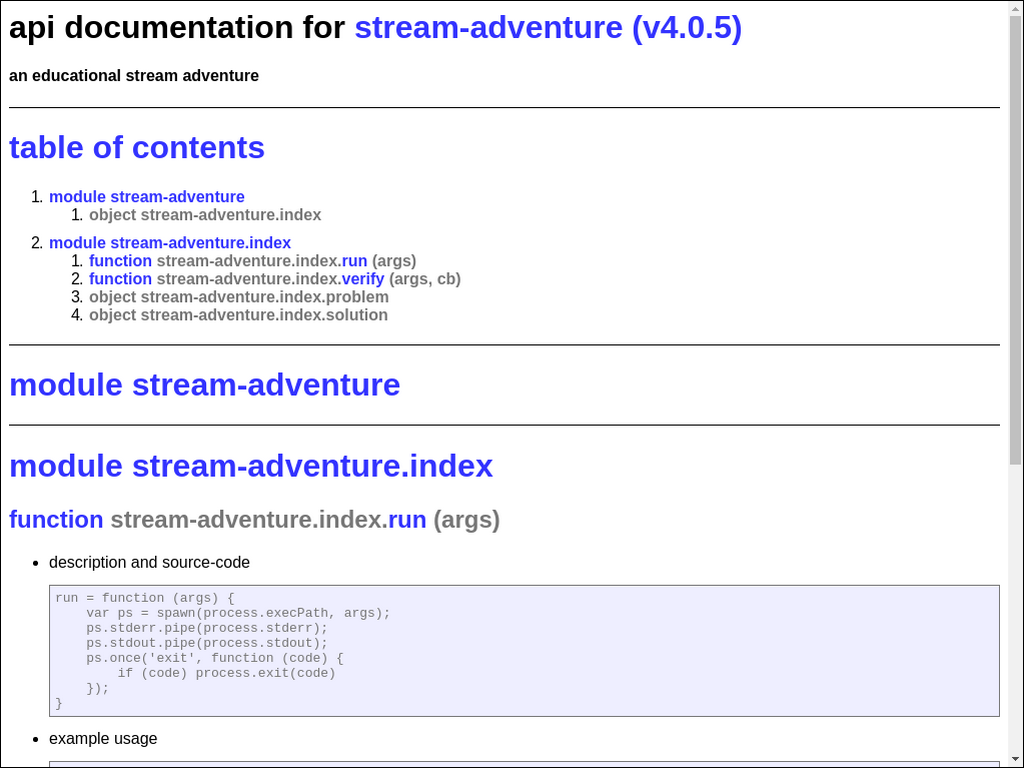 api documentation for stream-adventure (v4.0.5)
an educational stream adventure
table of contents
1. module stream-adventure
1. object stream-adventure.index
2. module stream-adventure.index
1. function stream-adventure.index.run (args)
2. function stream-adventure.index.verify (args, cb)
3. object stream-adventure.index.problem
4. object stream-adventure.index.solution
module stream-adventure
module stream-adventure.index
function stream-adventure.index.run (args)
• description and source-code
run = function (args) {
    var ps = spawn(process.execPath, args);
    ps.stderr.pipe(process.stderr);
    ps.stdout.pipe(process.stdout);
    ps.once('exit', function (code) {
        if (code) process.exit(code)
    });
}
• example usage